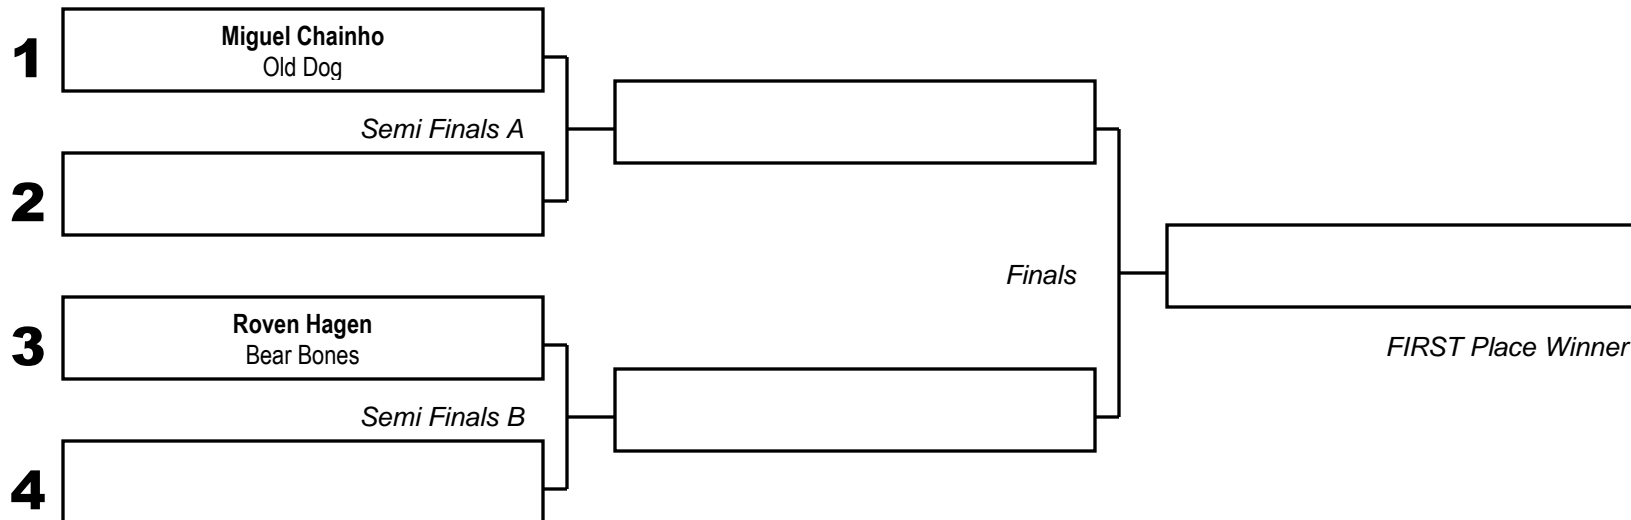 1
Miguel Chainho
Old Dog
Semi Finals A
2
Finals
3
Roven Hagen
Bear Bones
FIRST Place Winner
Semi Finals B
4